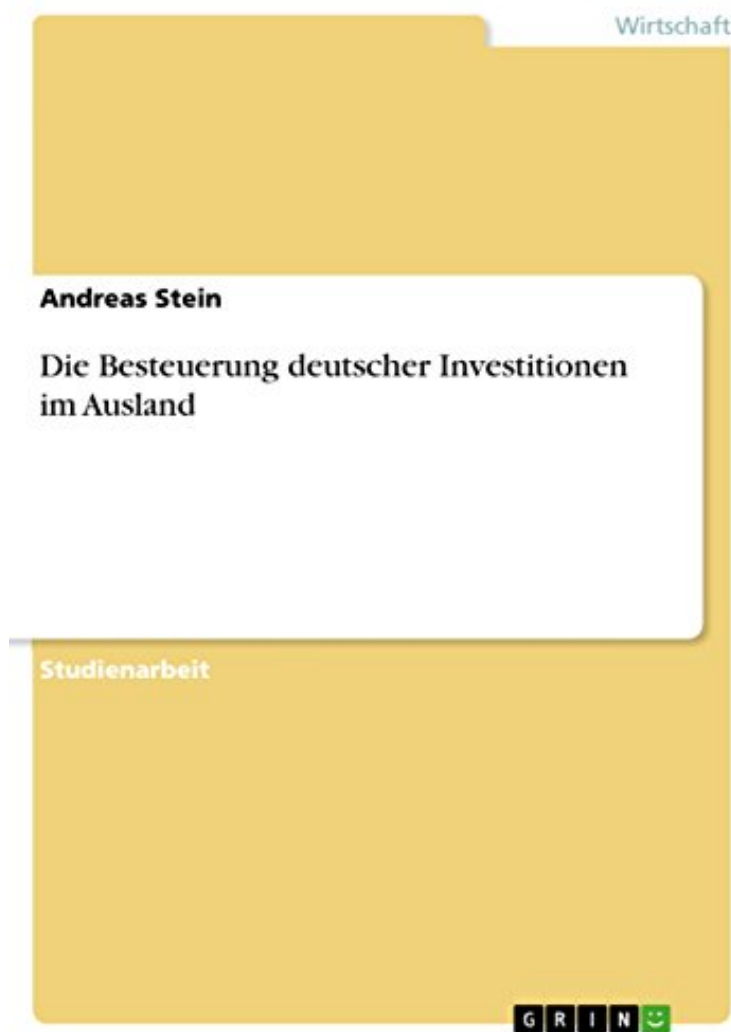 Wirtschaft
Andreas Stein
Die Besteuerung deutscher Investitionen
im Ausland
Studienarbeit
GRIN